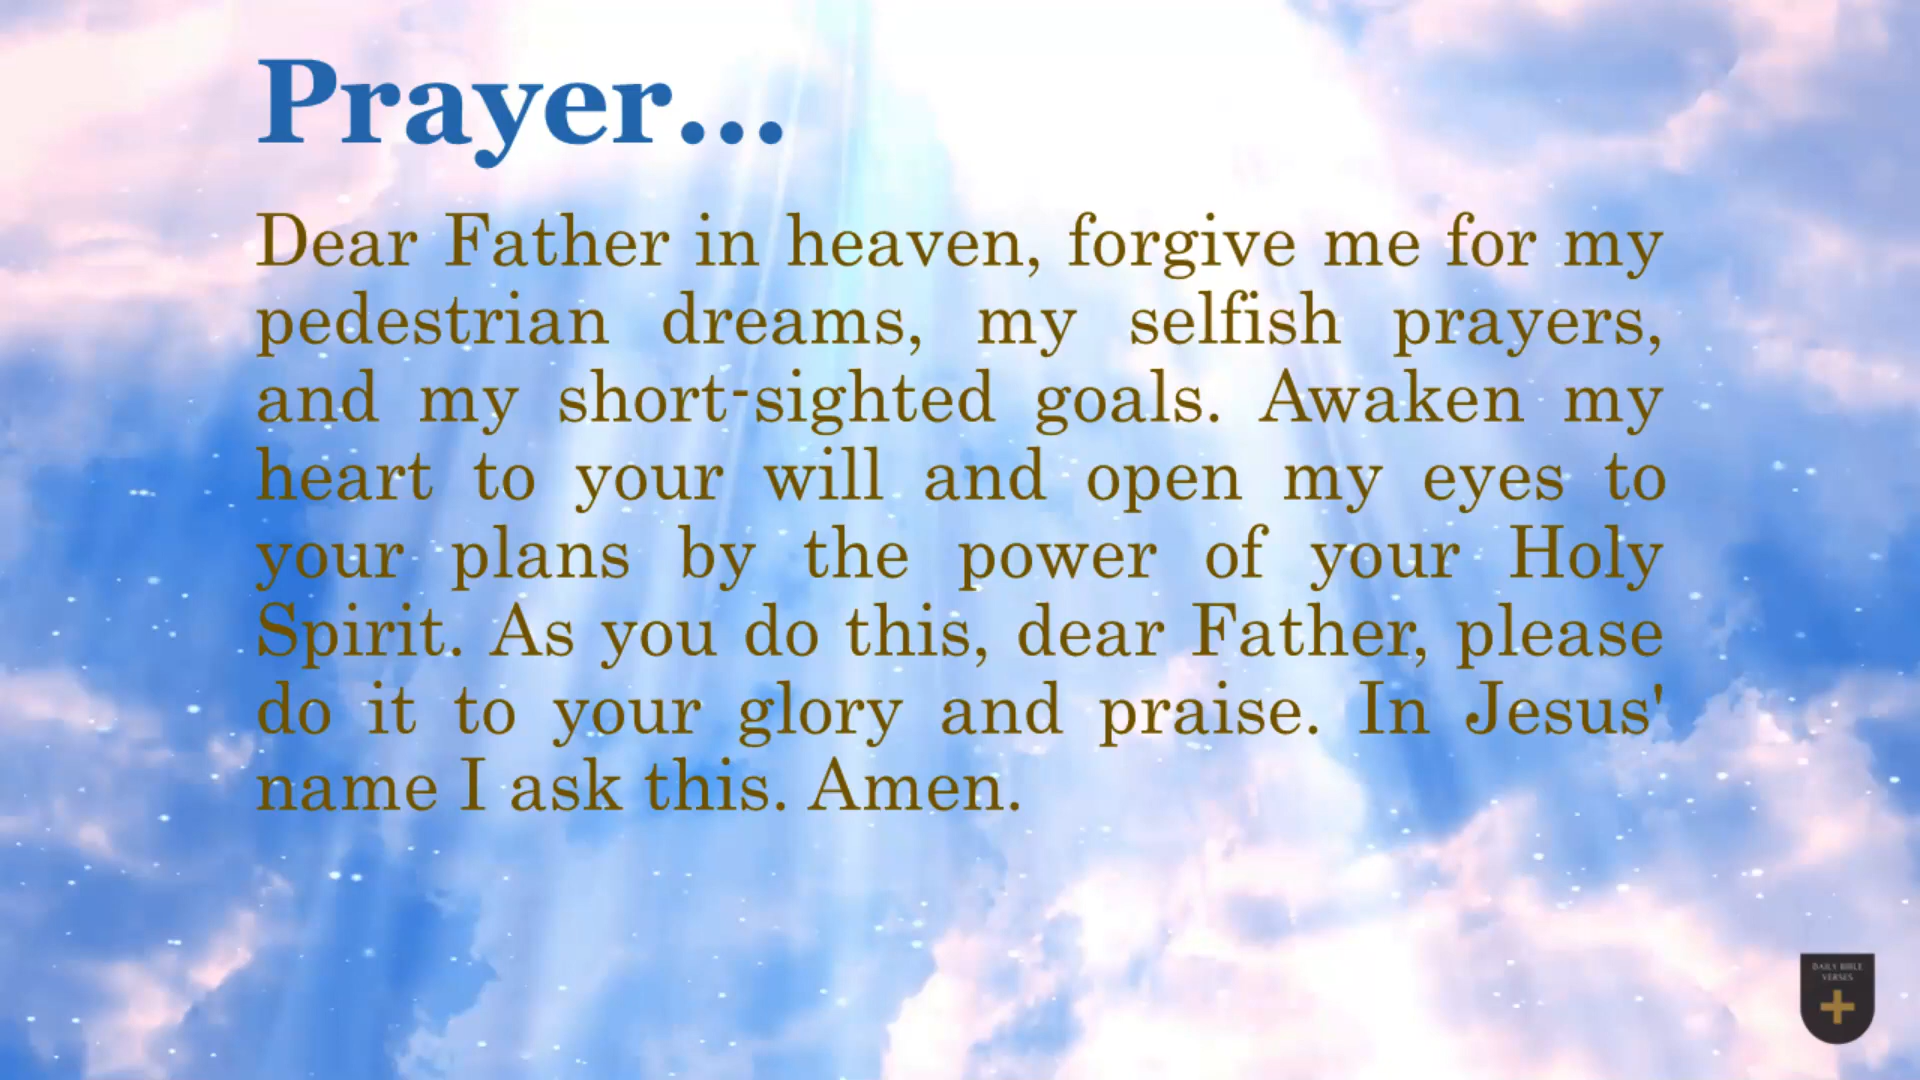 Prayer...
Dear Father in heaven, forgive me for my
pedestrian dreams, my selfish prayers,
and my short-sighted goals. Awaken my
heart to your will and open my eyes to
your plans by the power of your Holy
Spirit. As you do this, dear Father, please
do it to your glory and praise. In Jesus'
name I ask this. Amen.
DAILY BIBLE
VERSES